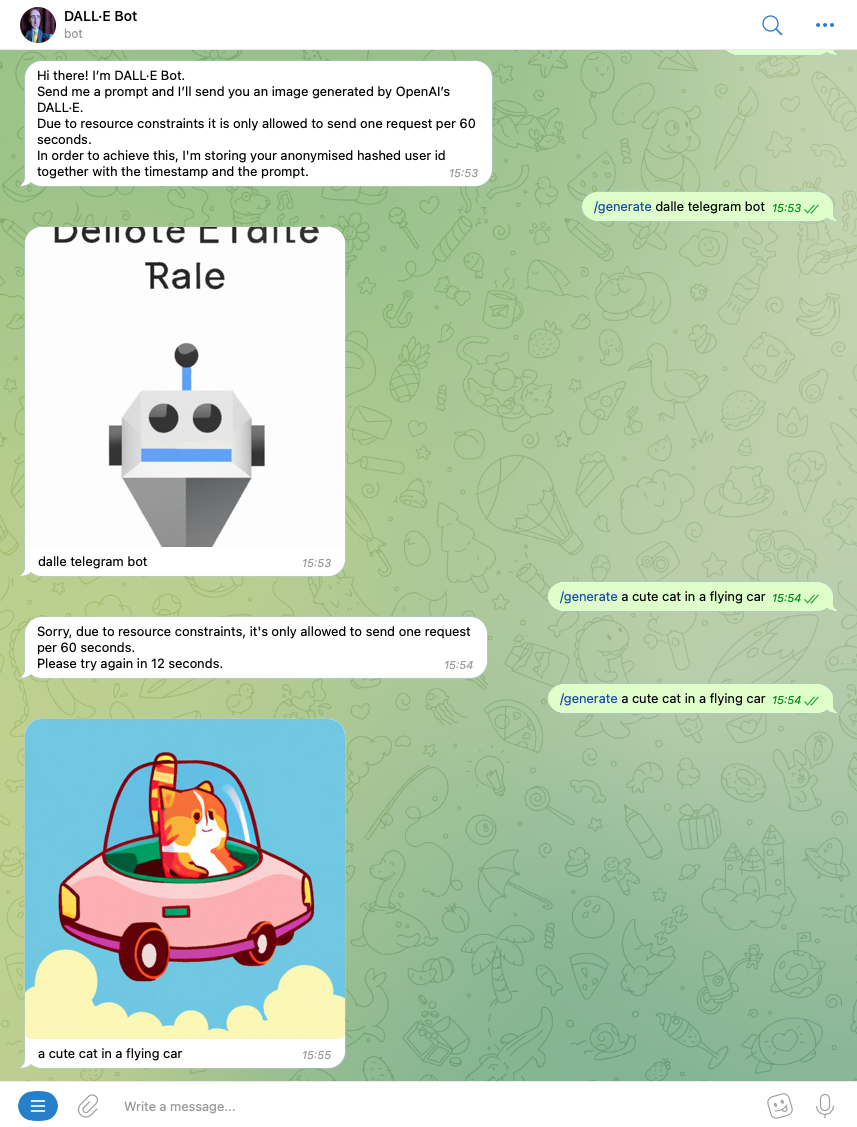 DALL·E Bot
bot
Hi there! I’m DALL·E Bot.
Send me a prompt and I’ll send you an image generated by OpenAI’s
DALL·E.
Due to resource constraints it is only allowed to send one request per 60
seconds.
In order to achieve this, I'm storing your anonymised hashed user id
together with the timestamp and the prompt.
15:53
/generate dalle telegram bot 15:53
Rale
dalle telegram bot 15:53
/generate a cute cat in a flying car 15:54
Sorry, due to resource constraints, it's only allowed to send one request
per 60 seconds.
Please try again in 12 seconds.
15:54
/generate a cute cat in a flying car 15:54
a cute cat in a flying car 15:55
Write a message...